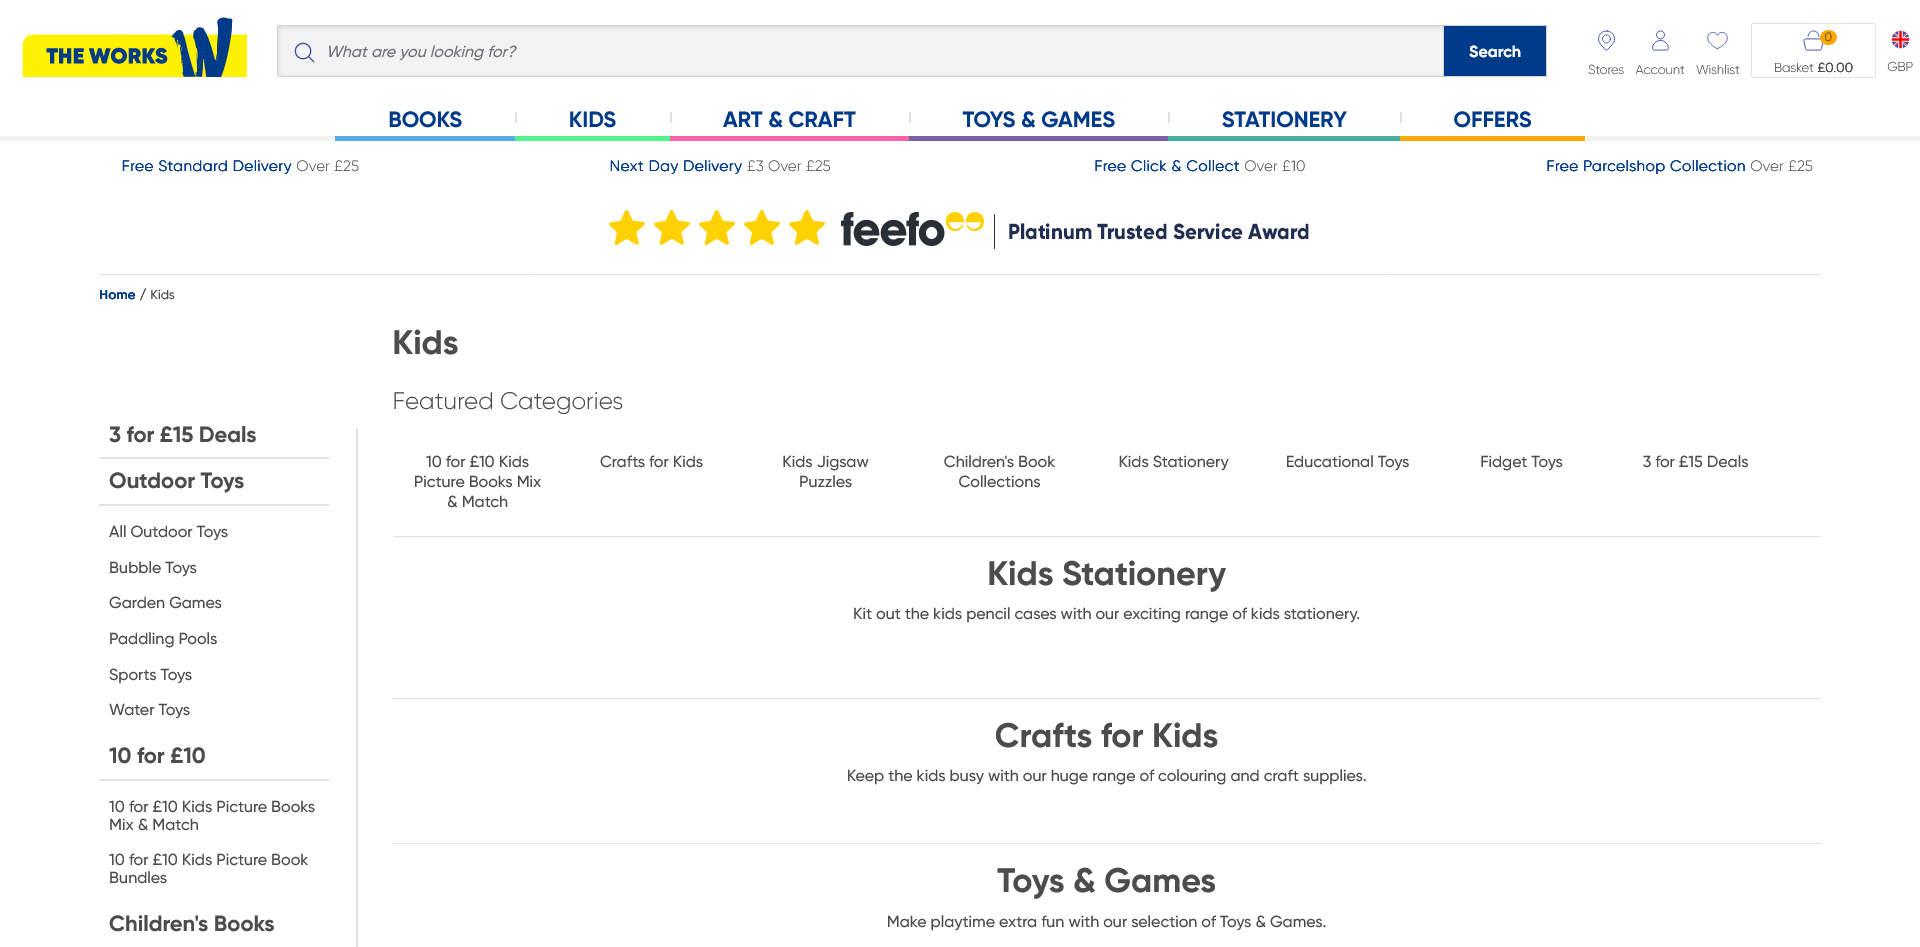 THE WORKS
What are you looking for?
Search
Stores
Account
Wishlist
0
Basket £0.00
GBP
BOOKS
KIDS
ART & CRAFT
TOYS & GAMES
STATIONERY
OFFERS
Free Standard Delivery Over £25
Next Day Delivery £3 Over £25
Free Click & Collect Over £10
Free Parcelshop Collection Over £25
feefo
Platinum Trusted Service Award
Home / Kids
Kids
Featured Categories
3 for £15 Deals
Outdoor Toys
All Outdoor Toys
Bubble Toys
Garden Games
Paddling Pools
Sports Toys
Water Toys
10 for £10
10 for £10 Kids Picture Books
Mix & Match
10 for £10 Kids Picture Book
Bundles
Children's Books
10 for £10 Kids
Picture Books Mix
& Match
Crafts for Kids
Kids Jigsaw
Puzzles
Children's Book
Collections
Kids Stationery
Educational Toys
Fidget Toys
3 for £15 Deals
Kids Stationery
Kit out the kids pencil cases with our exciting range of kids stationery.
Crafts for Kids
Keep the kids busy with our huge range of colouring and craft supplies.
Toys & Games
Make playtime extra fun with our selection of Toys & Games.